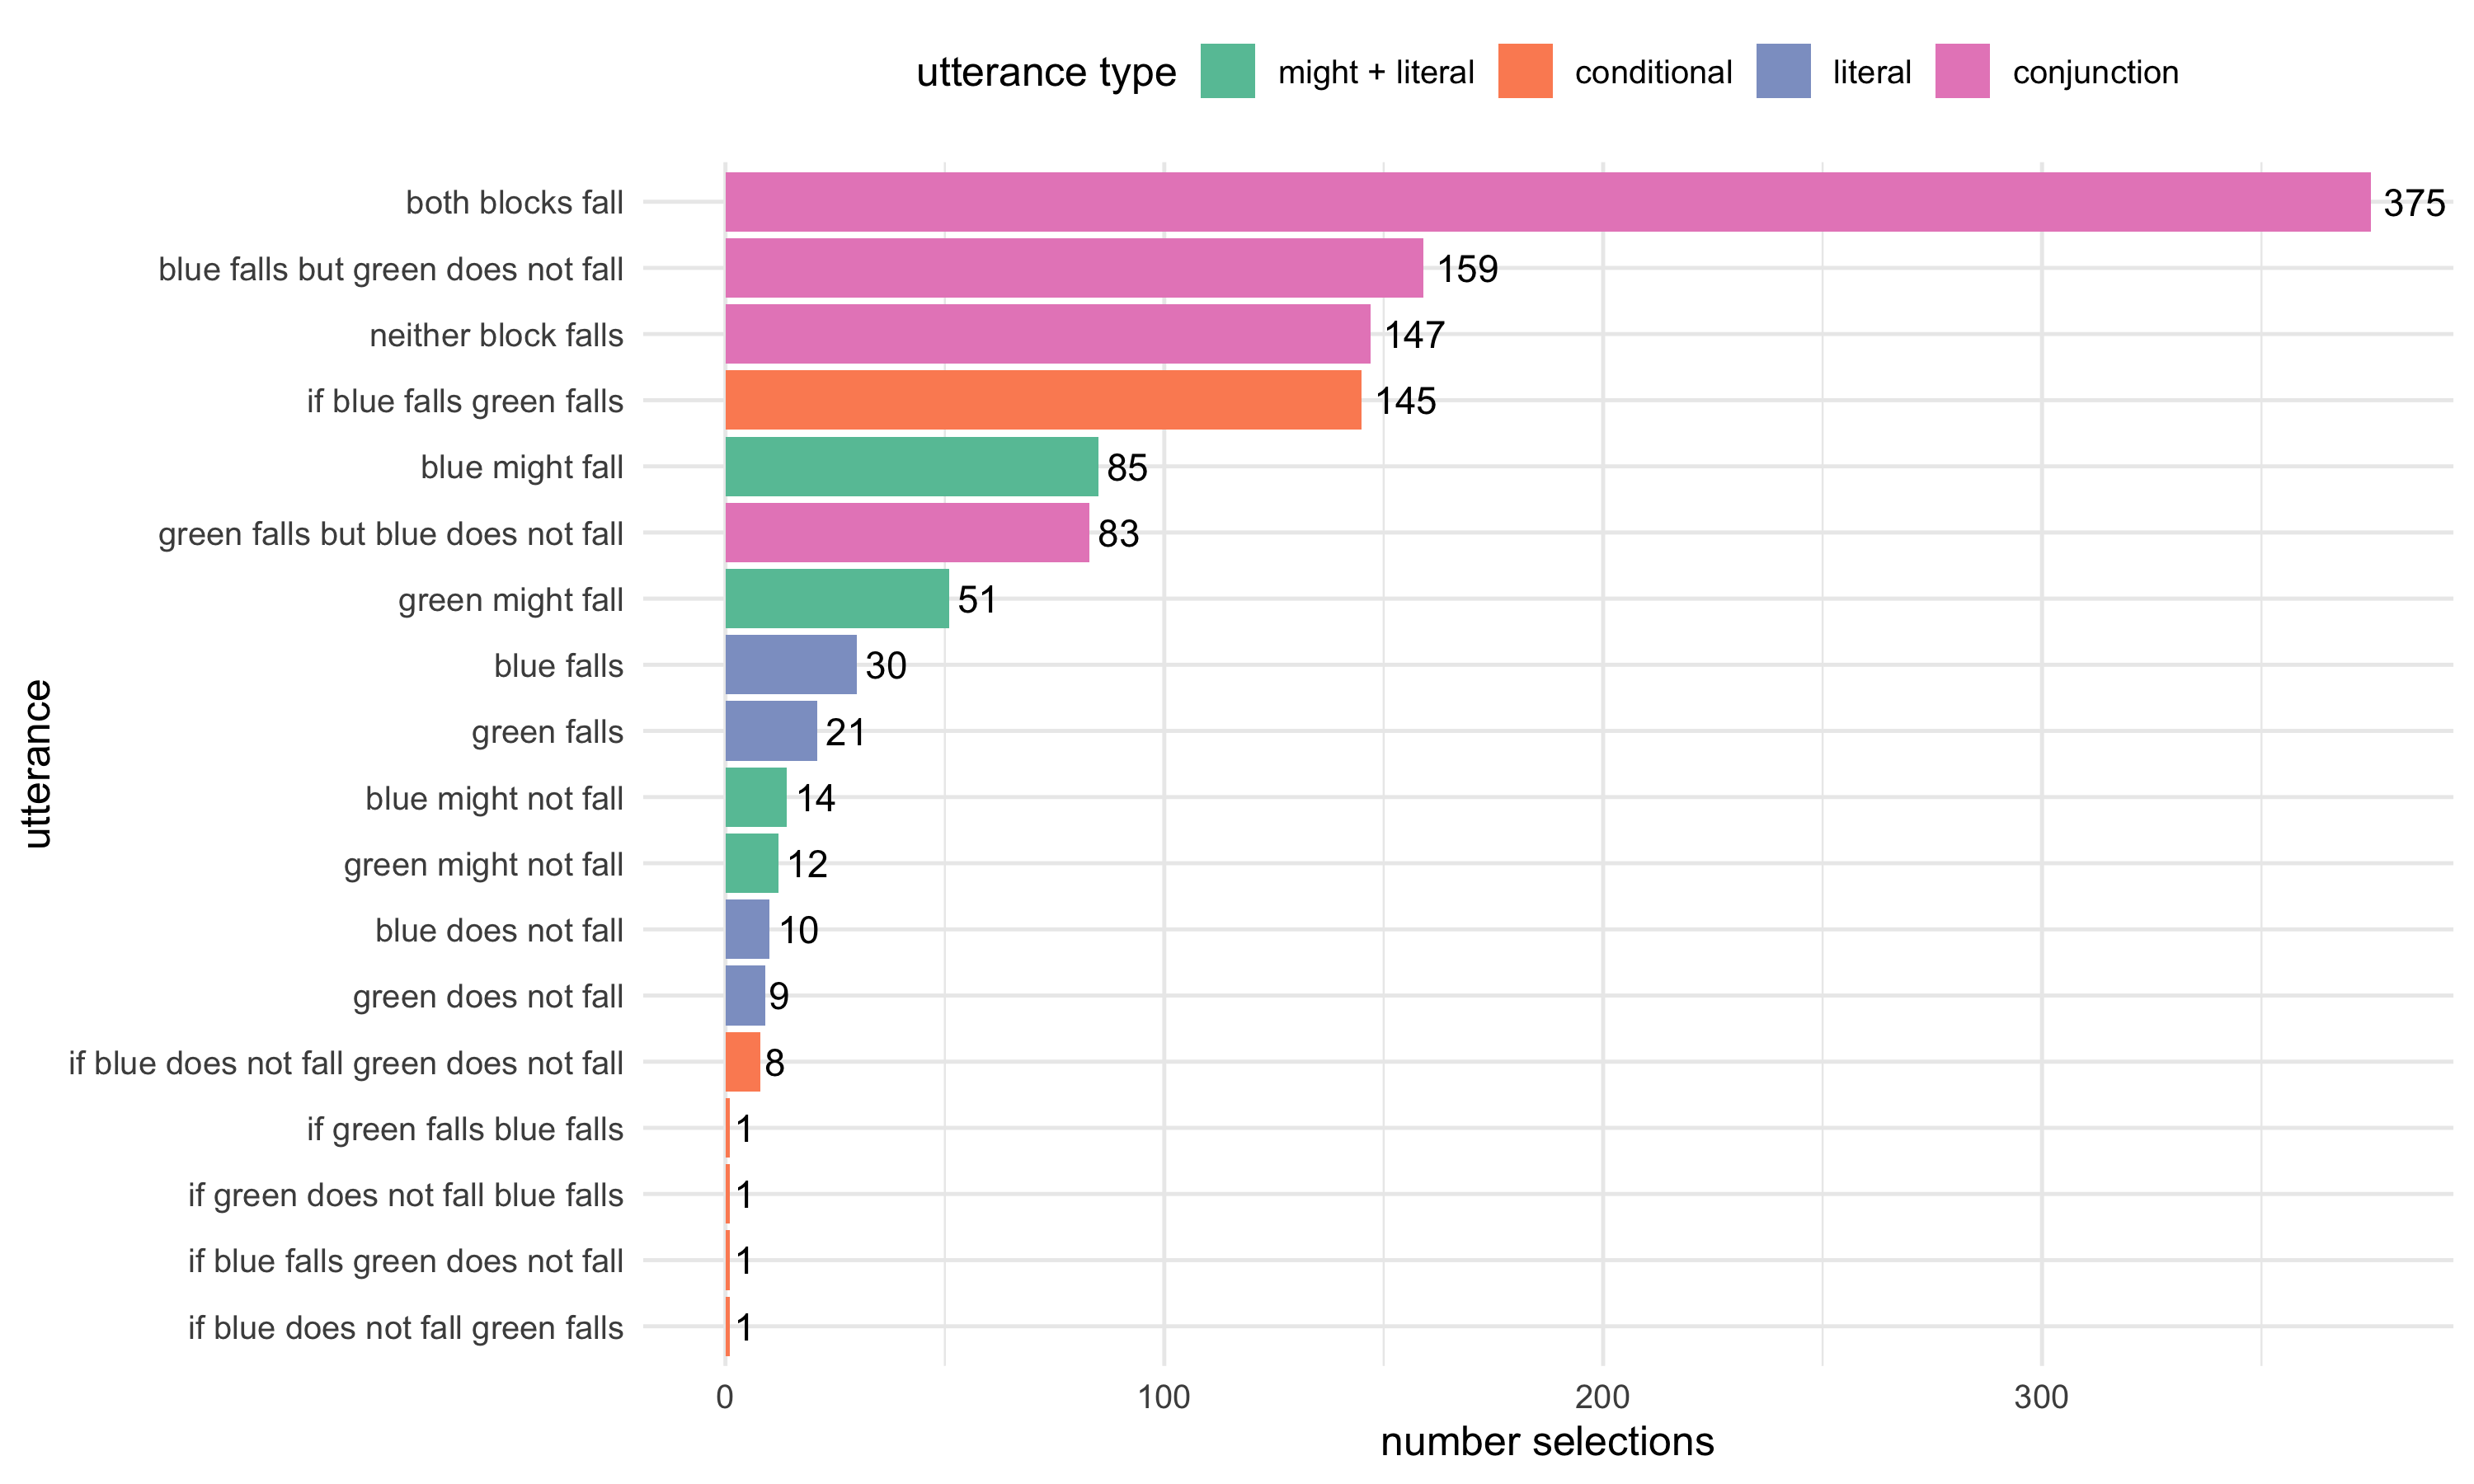 utterance type might + literal conditional literal conjunction
both blocks fall 375
blue falls but green does not fall 159
neither block falls 147
if blue falls green falls 145
blue might fall 85
green falls but blue does not fall 83
green might fall 51
blue falls 30
green falls 21
blue might not fall 14
green might not fall 12
blue does not fall 10
green does not fall 9
if blue does not fall green does not fall 8
if green falls blue falls 1
if green does not fall blue falls 1
if blue falls green does not fall 1
if blue does not fall green falls 1
utterance
0 100 200 300
number selections